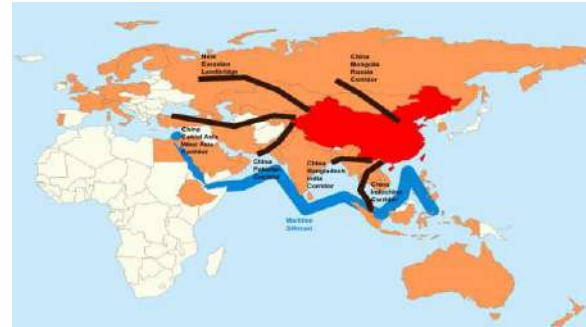 New
Eurasian
Landbridge
China
Mongolia
Russia
Corridor
China
Central Asia
West Asia
Corridor
China
Pakistan
Corridor
China
Bangladesh
India
Corridor
China
Indochina
Corridor
Maritime
Silkroad